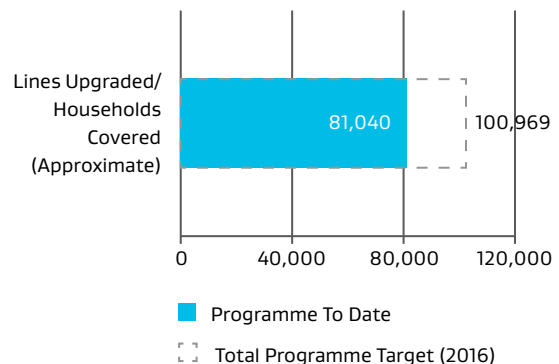 Lines Upgraded/
Households
Covered
(Approximate)
81,040
100,969
0
40,000
80,000
120,000
Programme To Date
Total Programme Target (2016)